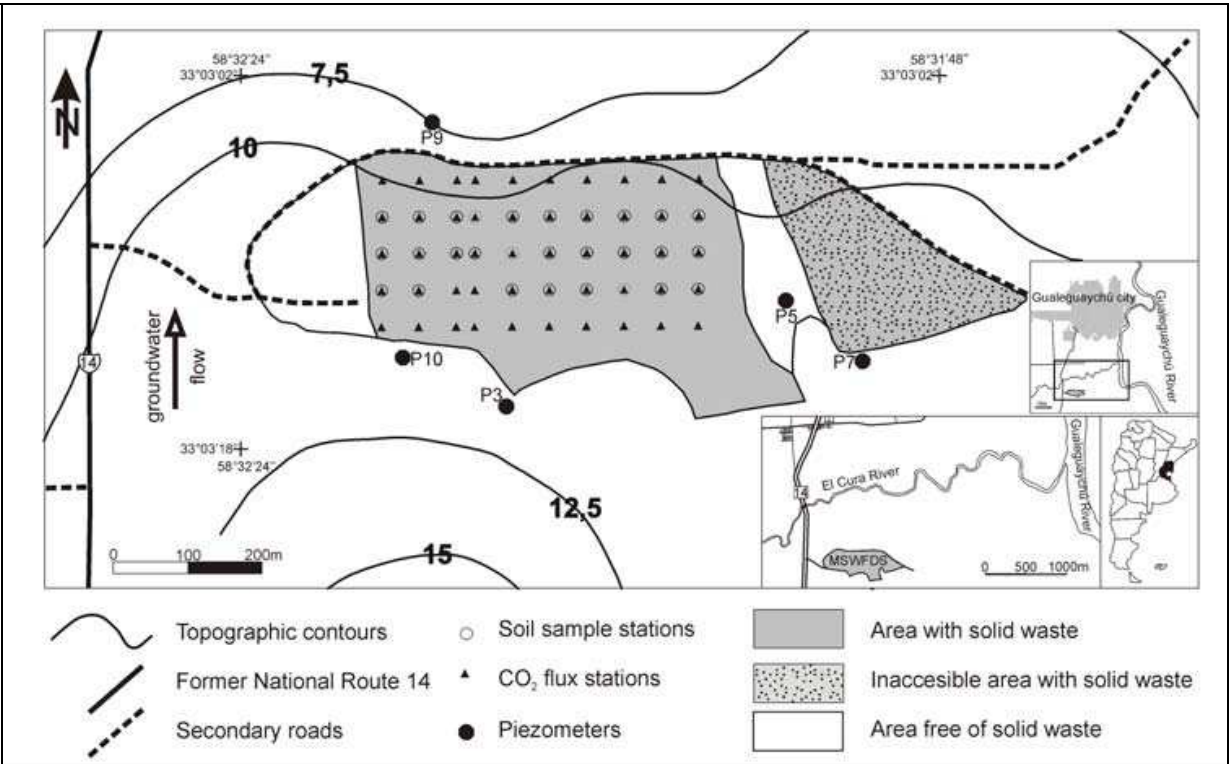 58°32'24"
33°03'02"
7,5
58°31'48"
33°03'02"
N
P9
10
P5
P10
P7
P3
14
groundwater
flow
33°03'18"
58°32'24"
12,5
15
0 100 200m
Gualeguaychú city
Gualeguaychú River
El Cura River
Gualeguaychú River
14
MSWFDS
0 500 1000m
Topographic contours
Soil sample stations
Area with solid waste
Former National Route 14
CO₂ flux stations
Inaccesible area with solid waste
Secondary roads
Piezometers
Area free of solid waste